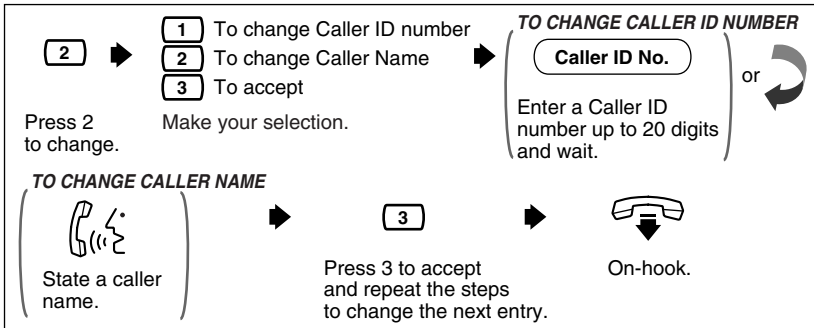 TO CHANGE CALLER ID NUMBER
2
1 To change Caller ID number
2 To change Caller Name
3 To accept
Caller ID No.
or
Press 2
to change.
Make your selection.
Enter a Caller ID
number up to 20 digits
and wait.
TO CHANGE CALLER NAME
State a caller
name.
3
Press 3 to accept
and repeat the steps
to change the next entry.
On-hook.